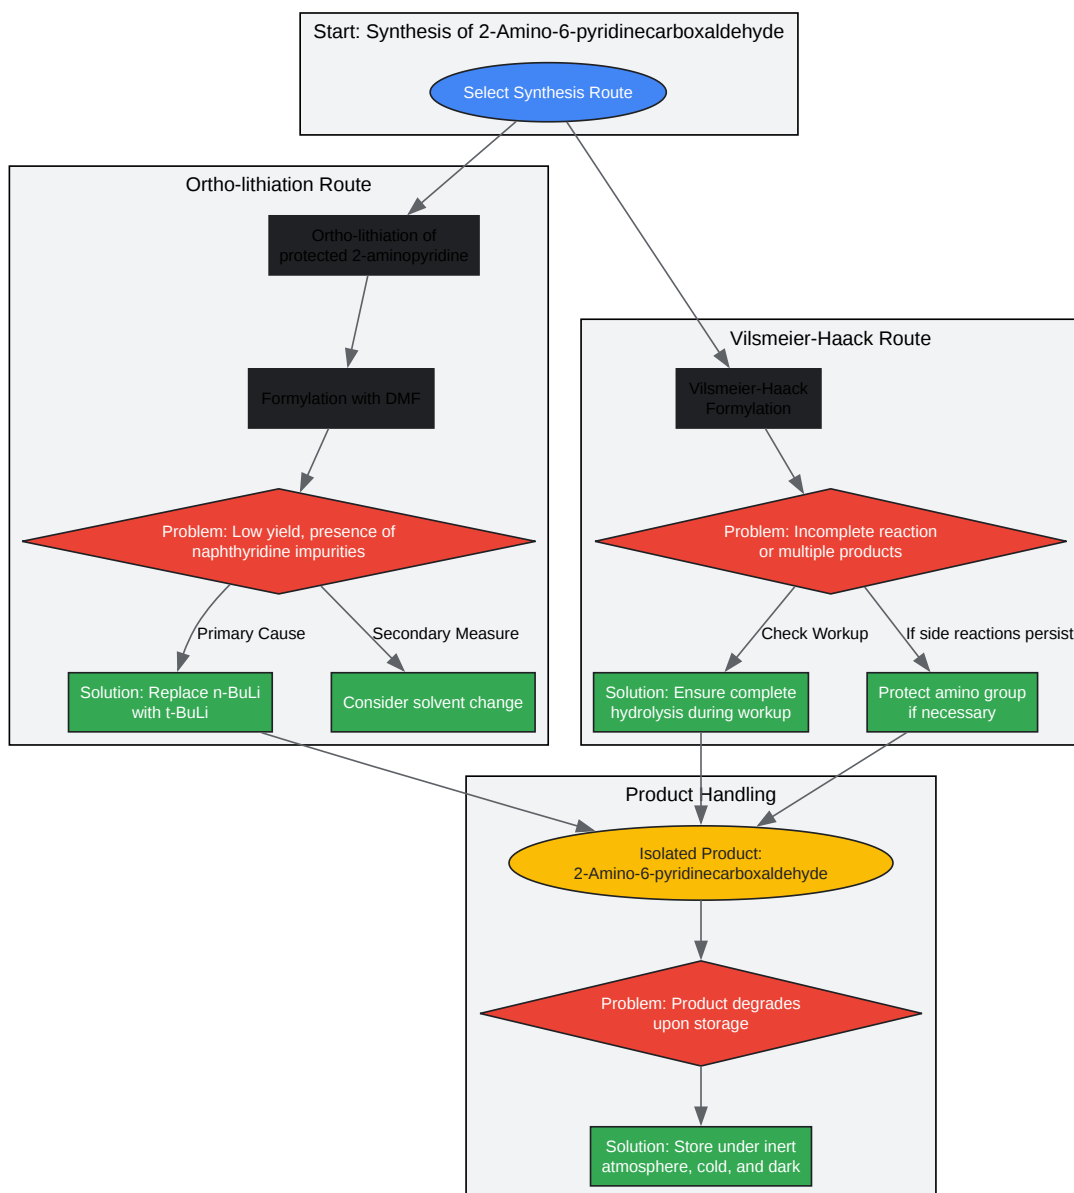 Start: Synthesis of 2-Amino-6-pyridinecarboxaldehyde
Select Synthesis Route
Ortho-lithiation Route
Ortho-lithiation of
protected 2-aminopyridine
Formylation with DMF
Problem: Low yield, presence of
naphthyridine impurities
Primary Cause
Secondary Measure
Solution: Replace n-BuLi
with t-BuLi
Consider solvent change
Vilsmeier-Haack Route
Vilsmeier-Haack
Formylation
Problem: Incomplete reaction
or multiple products
Check Workup
If side reactions persist
Solution: Ensure complete
hydrolysis during workup
Protect amino group
if necessary
Product Handling
Isolated Product:
2-Amino-6-pyridinecarboxaldehyde
Problem: Product degrades
upon storage
Solution: Store under inert
atmosphere, cold, and dark